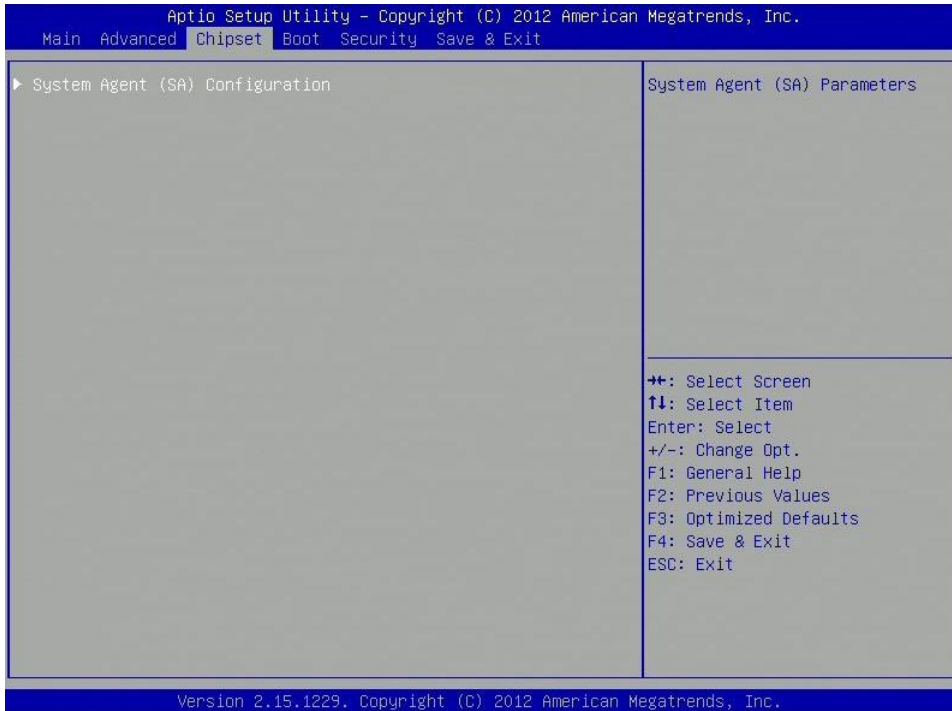 Aptio Setup Utility – Copyright (C) 2012 American Megatrends, Inc.
Main Advanced Chipset Boot Security Save & Exit
▶ System Agent (SA) Configuration
System Agent (SA) Parameters
→←: Select Screen
↑↓: Select Item
Enter: Select
+/-: Change Opt.
F1: General Help
F2: Previous Values
F3: Optimized Defaults
F4: Save & Exit
ESC: Exit
Version 2.15.1229. Copyright (C) 2012 American Megatrends, Inc.